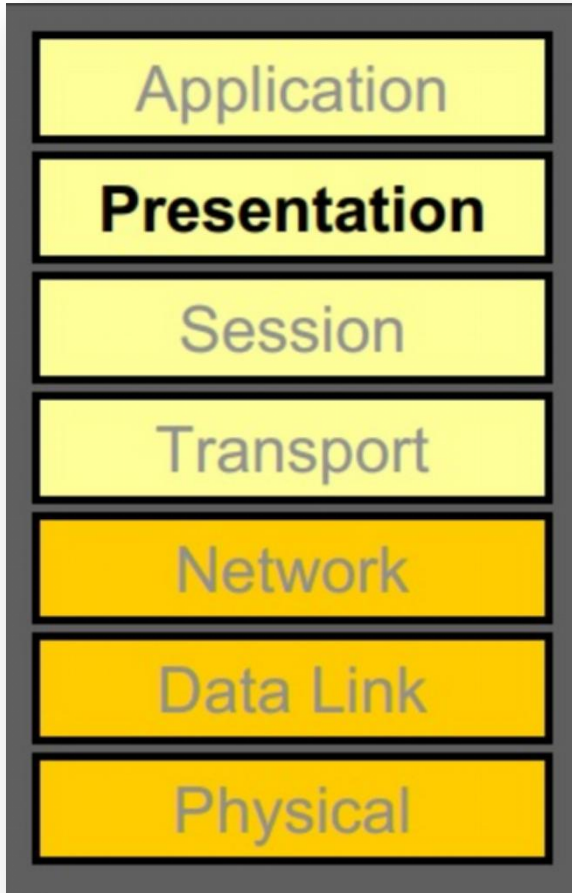 Application
Presentation
Session
Transport
Network
Data Link
Physical